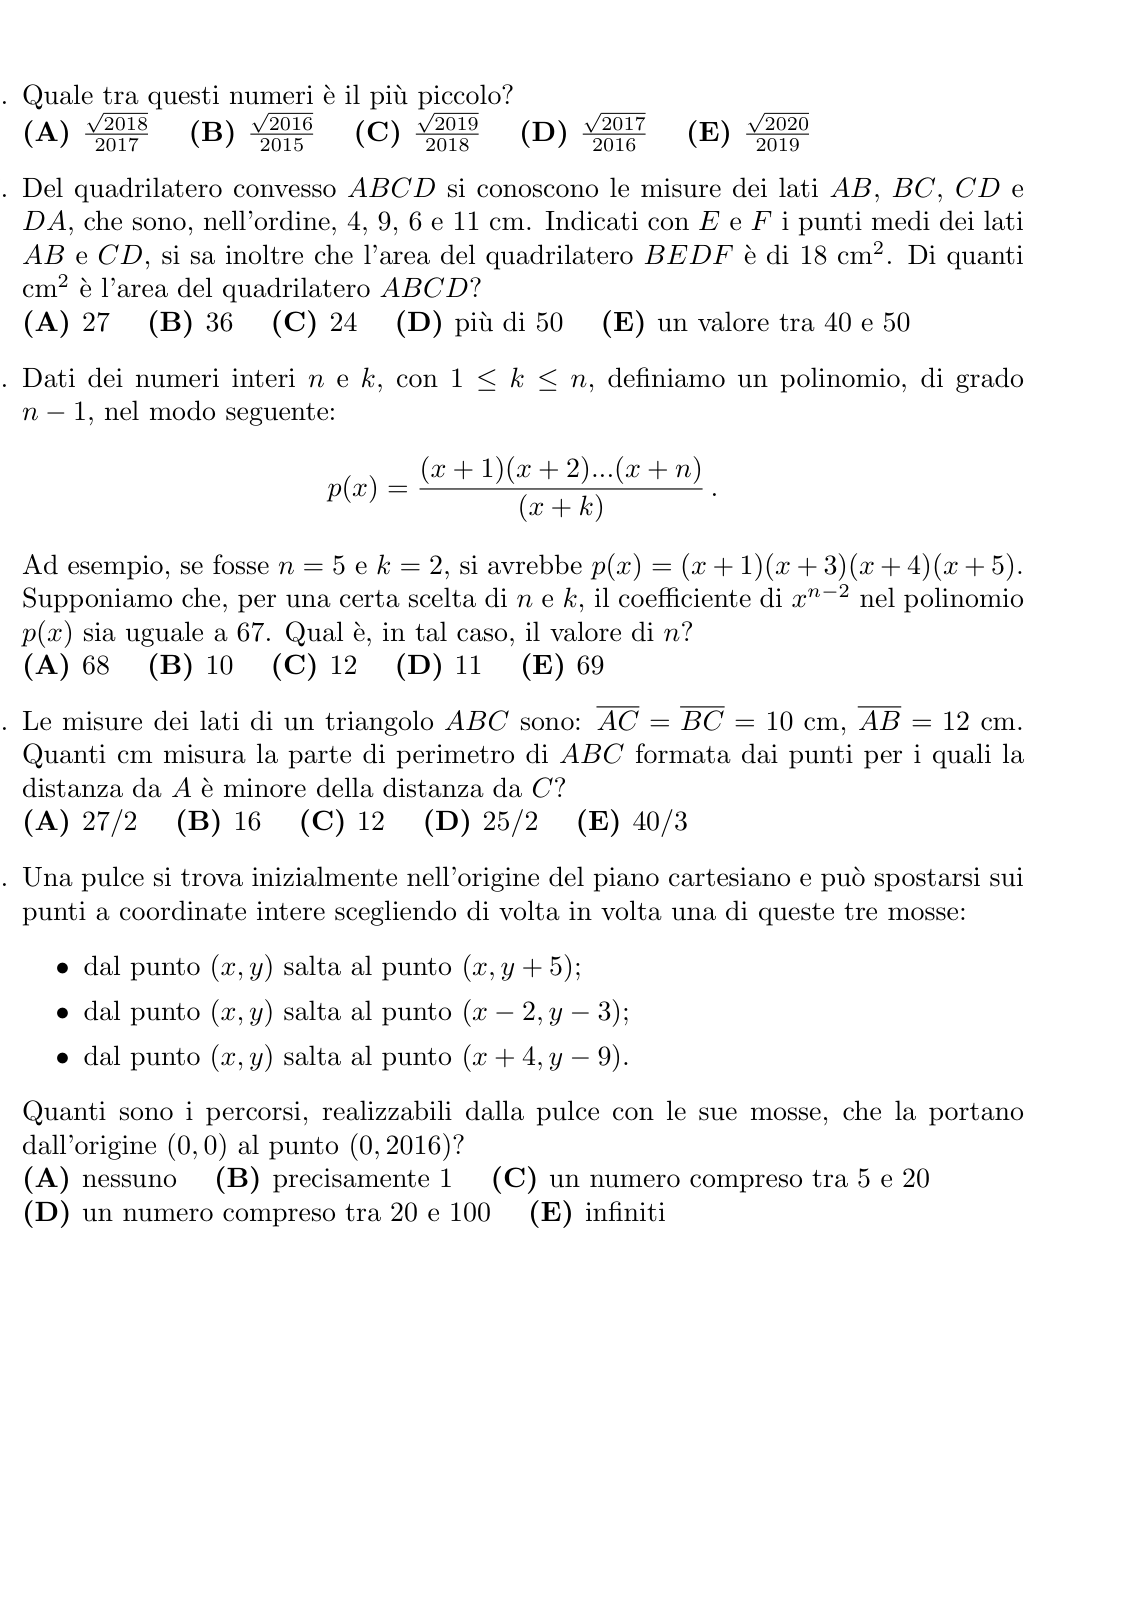 . Quale tra questi numeri è il più piccolo?
(A) √2018/2017 (B) √2016/2015 (C) √2019/2018 (D) √2017/2016 (E) √2020/2019
. Del quadrilatero convesso ABCD si conoscono le misure dei lati AB, BC, CD e
DA, che sono, nell'ordine, 4, 9, 6 e 11 cm. Indicati con E e F i punti medi dei lati
AB e CD, si sa inoltre che l'area del quadrilatero BEDF è di 18 cm². Di quanti
cm² è l'area del quadrilatero ABCD?
(A) 27 (B) 36 (C) 24 (D) più di 50 (E) un valore tra 40 e 50
. Dati dei numeri interi n e k, con 1 ≤ k ≤ n, definiamo un polinomio, di grado
n − 1, nel modo seguente:
p(x) = (x + 1)(x + 2)...(x + n) / (x + k) .
Ad esempio, se fosse n = 5 e k = 2, si avrebbe p(x) = (x + 1)(x + 3)(x + 4)(x + 5).
Supponiamo che, per una certa scelta di n e k, il coefficiente di xⁿ⁻² nel polinomio
p(x) sia uguale a 67. Qual è, in tal caso, il valore di n?
(A) 68 (B) 10 (C) 12 (D) 11 (E) 69
. Le misure dei lati di un triangolo ABC sono: A̅C̅ = B̅C̅ = 10 cm, A̅B̅ = 12 cm.
Quanti cm misura la parte di perimetro di ABC formata dai punti per i quali la
distanza da A è minore della distanza da C?
(A) 27/2 (B) 16 (C) 12 (D) 25/2 (E) 40/3
. Una pulce si trova inizialmente nell'origine del piano cartesiano e può spostarsi sui
punti a coordinate intere scegliendo di volta in volta una di queste tre mosse:
• dal punto (x, y) salta al punto (x, y + 5);
• dal punto (x, y) salta al punto (x − 2, y − 3);
• dal punto (x, y) salta al punto (x + 4, y − 9).
Quanti sono i percorsi, realizzabili dalla pulce con le sue mosse, che la portano
dall'origine (0, 0) al punto (0, 2016)?
(A) nessuno (B) precisamente 1 (C) un numero compreso tra 5 e 20
(D) un numero compreso tra 20 e 100 (E) infiniti